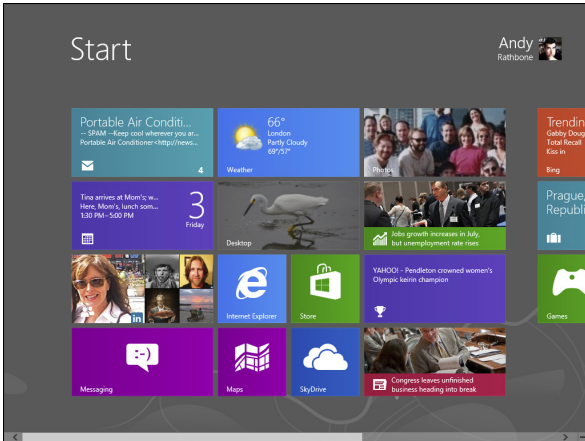 Start
Andy
Rathbone
Portable Air Conditi...
-- SPAM --Keep cool wherever you ar...
Portable Air Conditioner<http://news...
4
66°
London
Partly Cloudy
69°/57°
Weather
Photos
Trendin
Gabby Doug
Total Recall
Kiss in
Bing
Tina arrives at Mom's; w...
Here, Mom's, lunch som...
1:30 PM–5:00 PM
3
Friday
Desktop
Jobs growth increases in July,
but unemployment rate rises
Prague,
Republi
in
Internet Explorer
Store
YAHOO! - Pendleton crowned women's
Olympic keirin champion
Games
:-)
Messaging
Maps
SkyDrive
Congress leaves unfinished
business heading into break